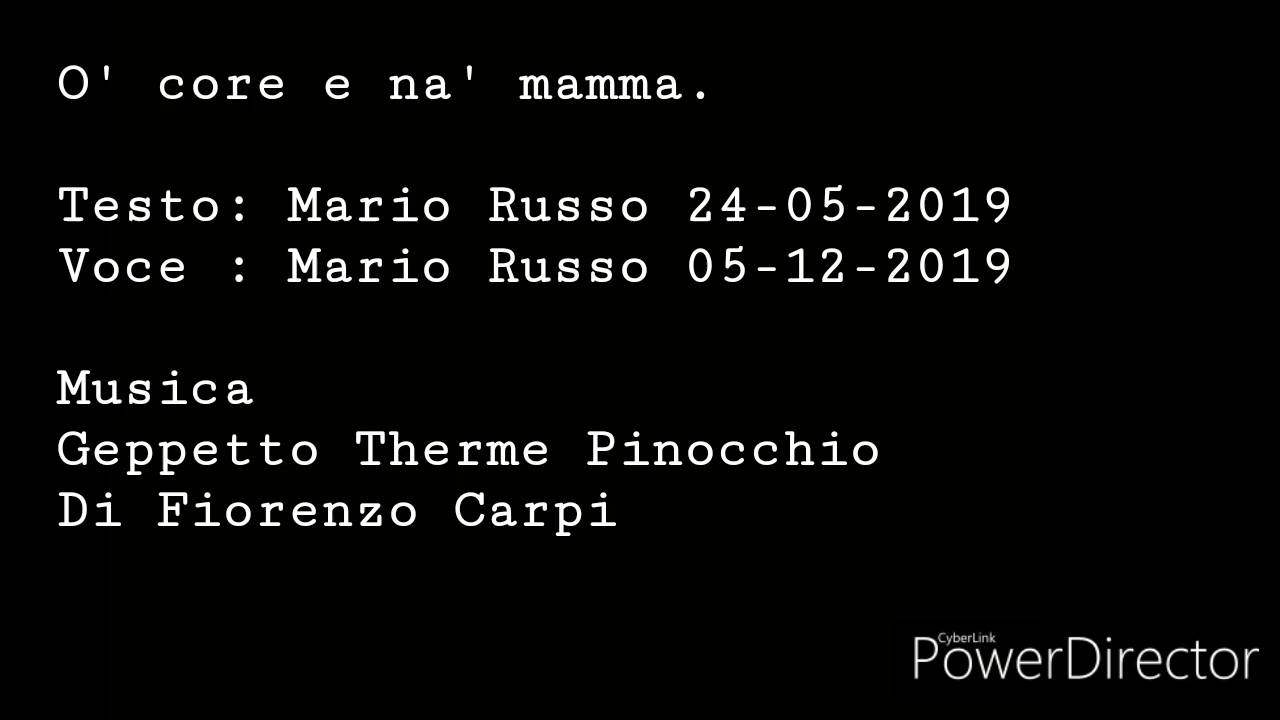 O' core e na' mamma.
Testo: Mario Russo 24-05-2019
Voce : Mario Russo 05-12-2019
Musica
Geppetto Therme Pinocchio
Di Fiorenzo Carpi
CyberLink
PowerDirector